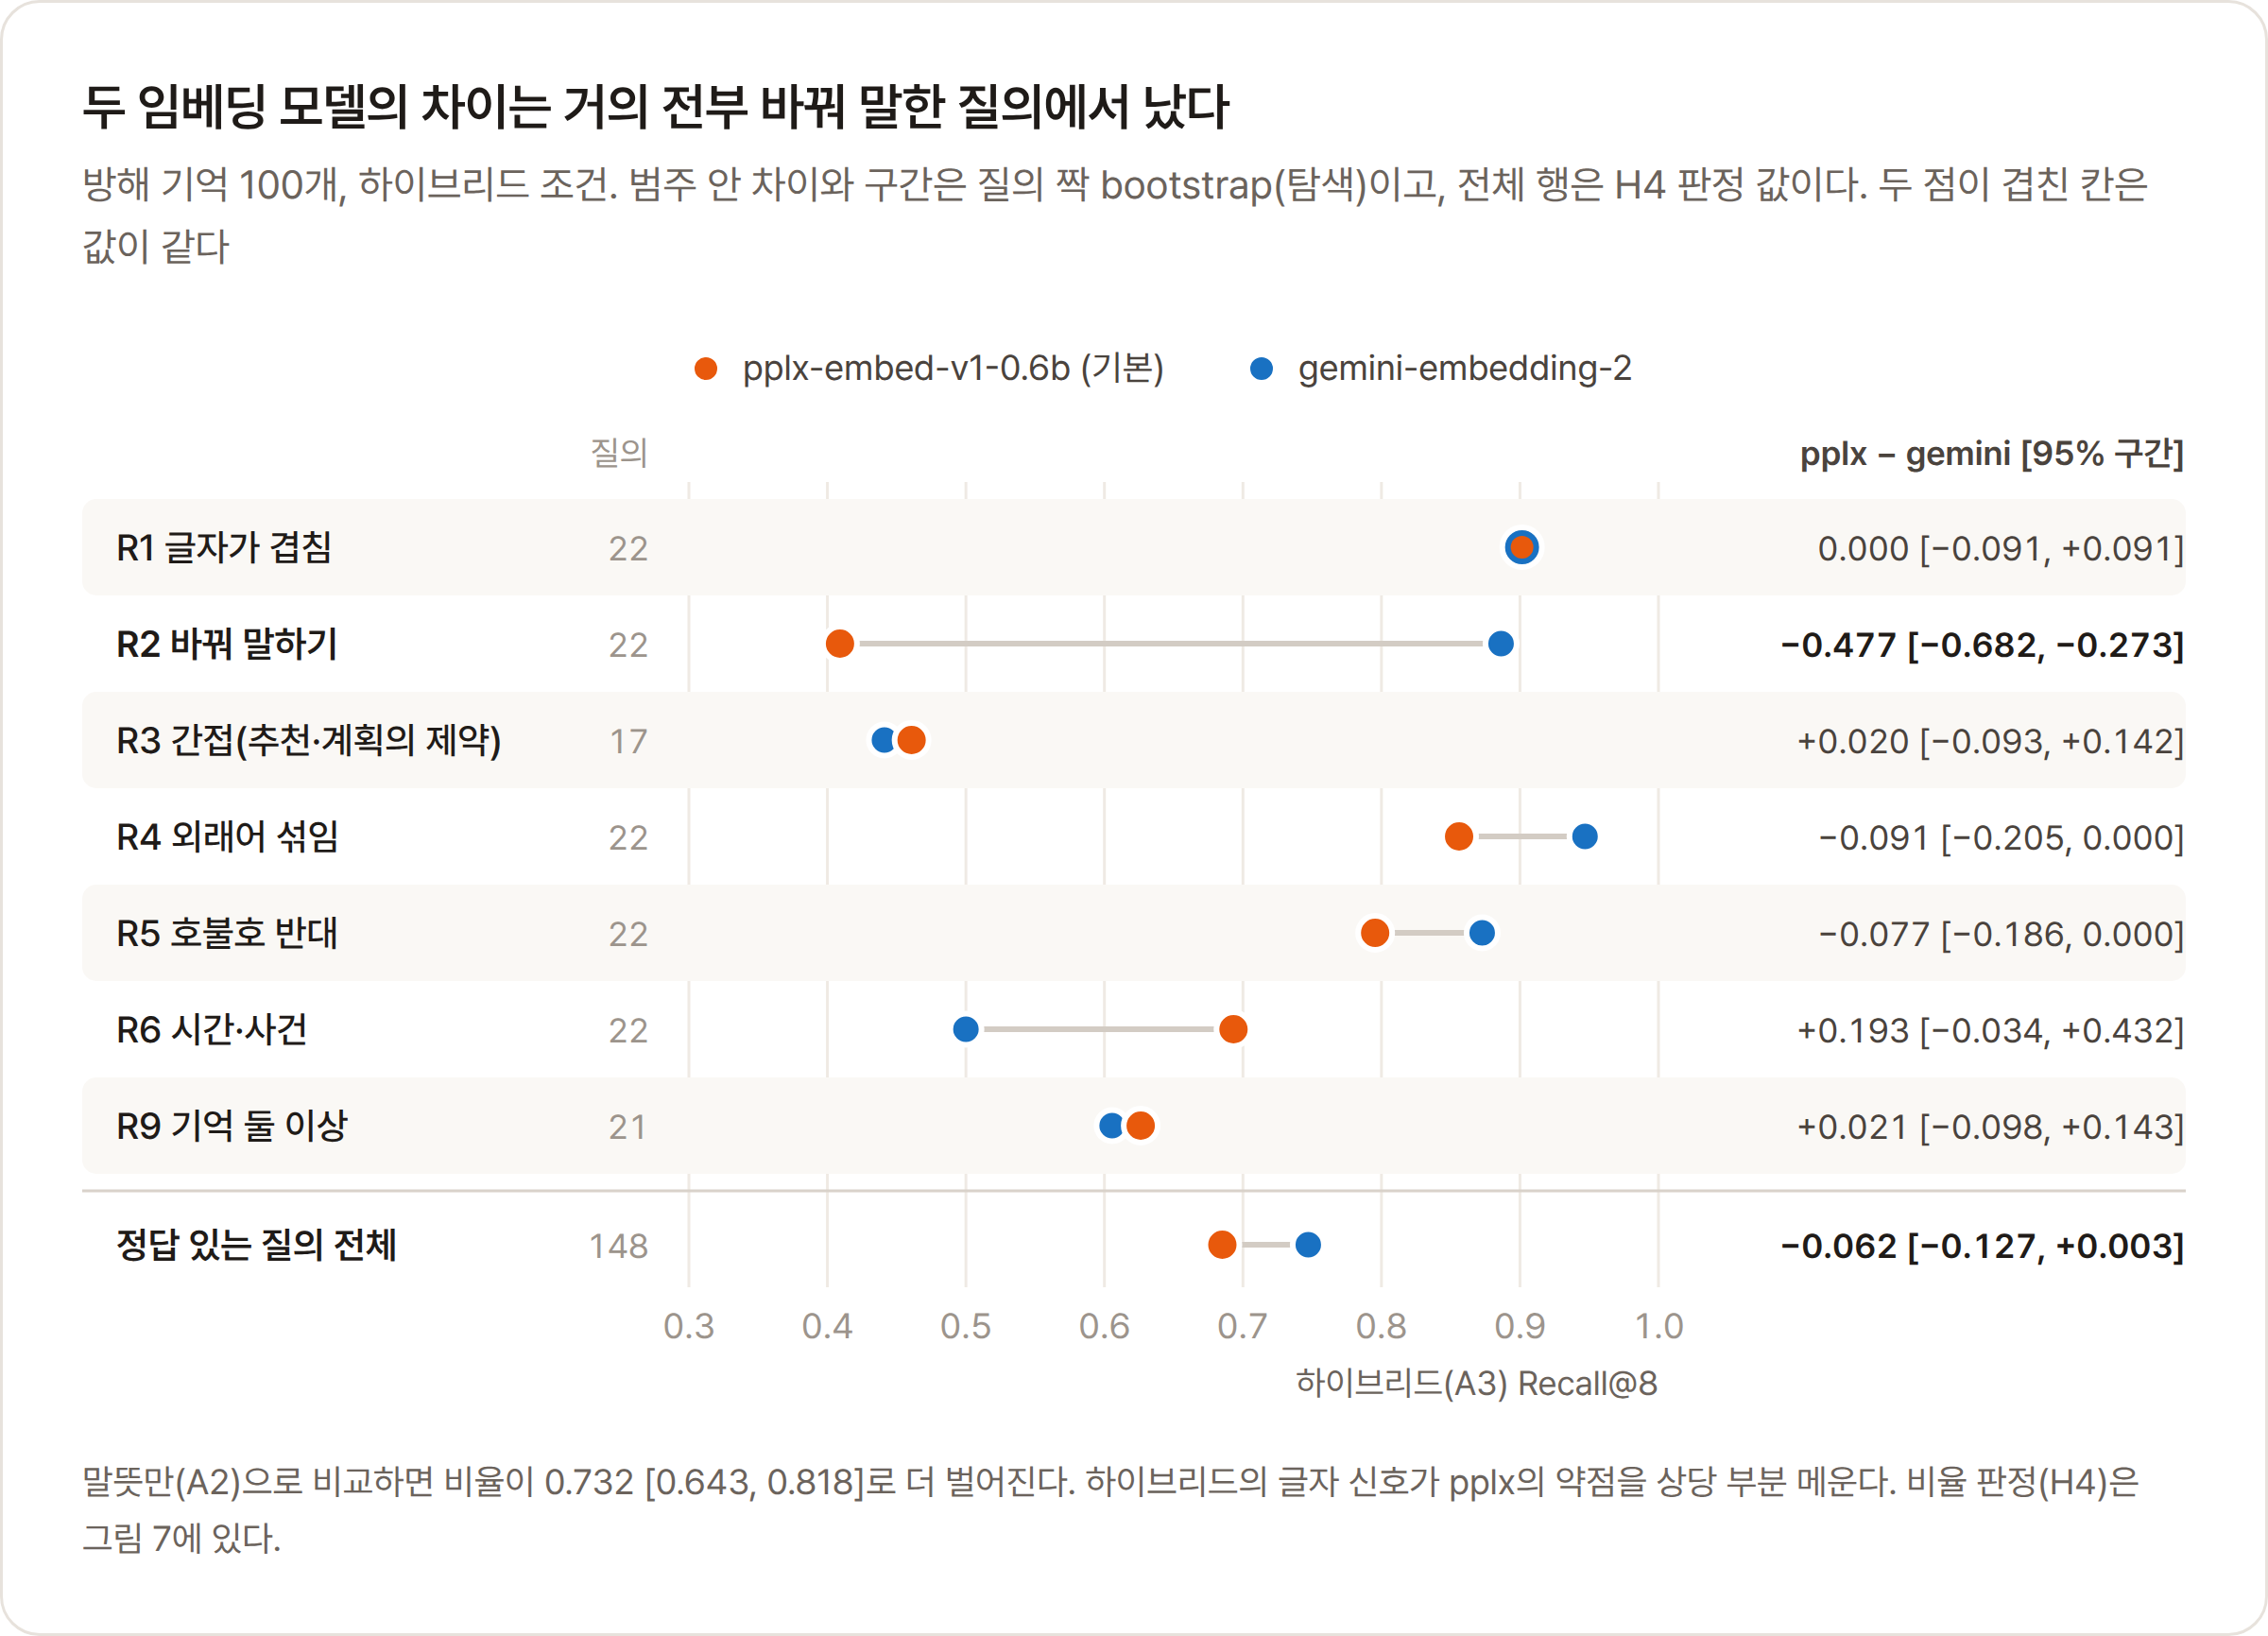 두 임베딩 모델의 차이는 거의 전부 바꿔 말한 질의에서 났다
방해 기억 100개, 하이브리드 조건. 범주 안 차이와 구간은 질의 짝 bootstrap(탐색)이고, 전체 행은 H4 판정 값이다. 두 점이 겹친 칸은
값이 같다
pplx-embed-v1-0.6b (기본) gemini-embedding-2
질의 pplx − gemini [95% 구간]
R1 글자가 겹침 22 0.000 [−0.091, +0.091]
R2 바꿔 말하기 22 −0.477 [−0.682, −0.273]
R3 간접(추천·계획의 제약) 17 +0.020 [−0.093, +0.142]
R4 외래어 섞임 22 −0.091 [−0.205, 0.000]
R5 호불호 반대 22 −0.077 [−0.186, 0.000]
R6 시간·사건 22 +0.193 [−0.034, +0.432]
R9 기억 둘 이상 21 +0.021 [−0.098, +0.143]
정답 있는 질의 전체 148 −0.062 [−0.127, +0.003]
0.3 0.4 0.5 0.6 0.7 0.8 0.9 1.0
하이브리드(A3) Recall@8
말뜻만(A2)으로 비교하면 비율이 0.732 [0.643, 0.818]로 더 벌어진다. 하이브리드의 글자 신호가 pplx의 약점을 상당 부분 메운다. 비율 판정(H4)은
그림 7에 있다.